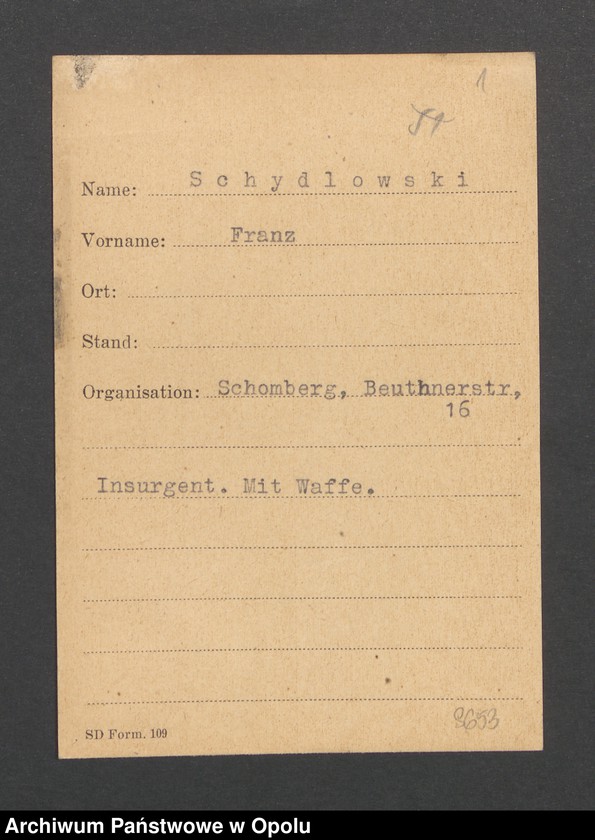 1
Name: Schydlowski
Vorname: Franz
Ort:
Stand:
Organisation: Schomberg, Beuthnerstr,
16
Insurgent. Mit Waffe.
SD Form. 109
Archiwum Państwowe w Opolu